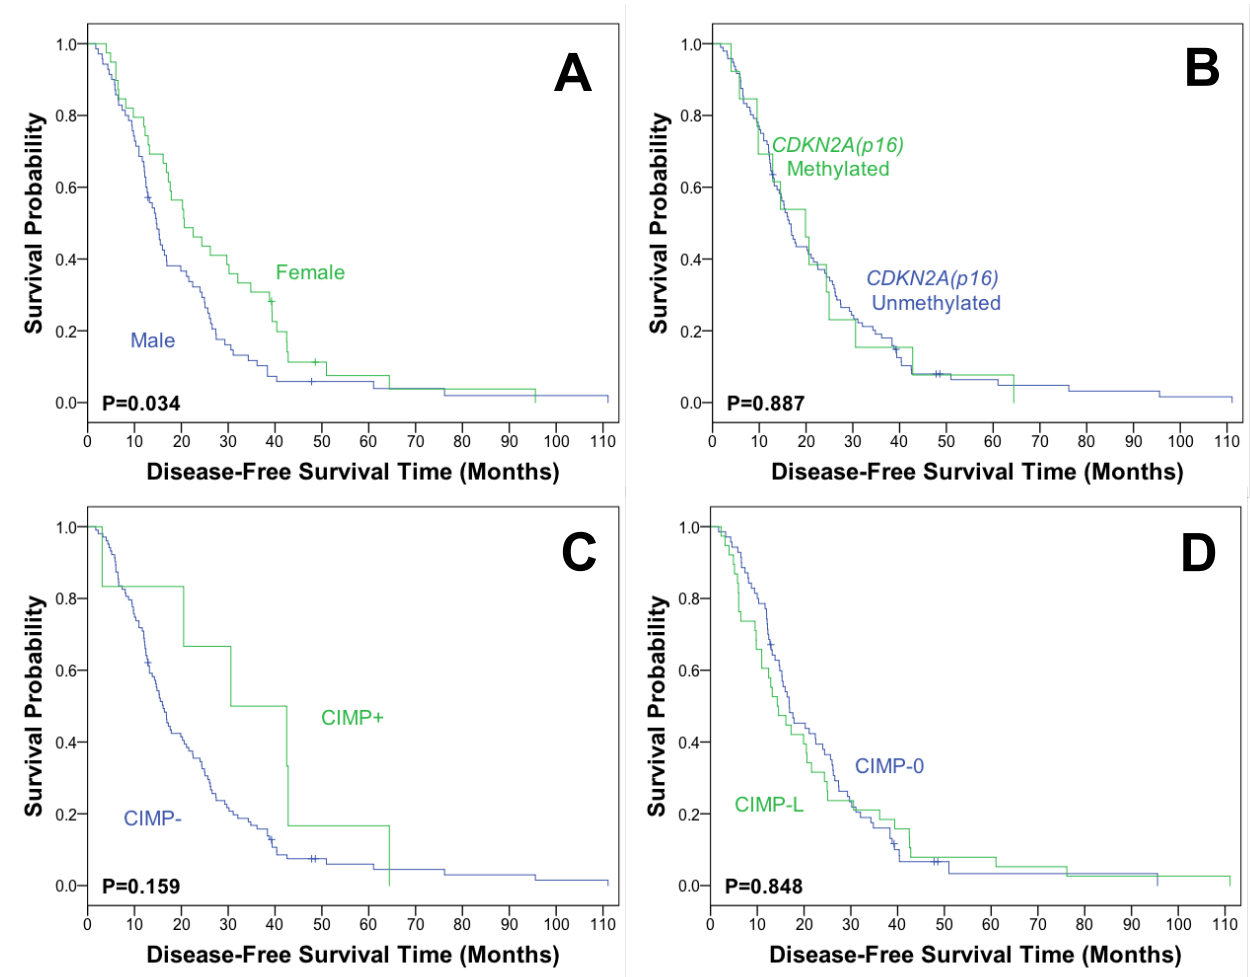 A
1.0
0.8
0.6
0.4
0.2
0.0
Survival Probability
Female
Male
P=0.034
0 10 20 30 40 50 60 70 80 90 100 110
Disease-Free Survival Time (Months)
B
1.0
0.8
0.6
0.4
0.2
0.0
Survival Probability
CDKN2A(p16)
Methylated
CDKN2A(p16)
Unmethylated
P=0.887
0 10 20 30 40 50 60 70 80 90 100 110
Disease-Free Survival Time (Months)
C
1.0
0.8
0.6
0.4
0.2
0.0
Survival Probability
CIMP+
CIMP-
P=0.159
0 10 20 30 40 50 60 70 80 90 100 110
Disease-Free Survival Time (Months)
D
1.0
0.8
0.6
0.4
0.2
0.0
Survival Probability
CIMP-0
CIMP-L
P=0.848
0 10 20 30 40 50 60 70 80 90 100 110
Disease-Free Survival Time (Months)